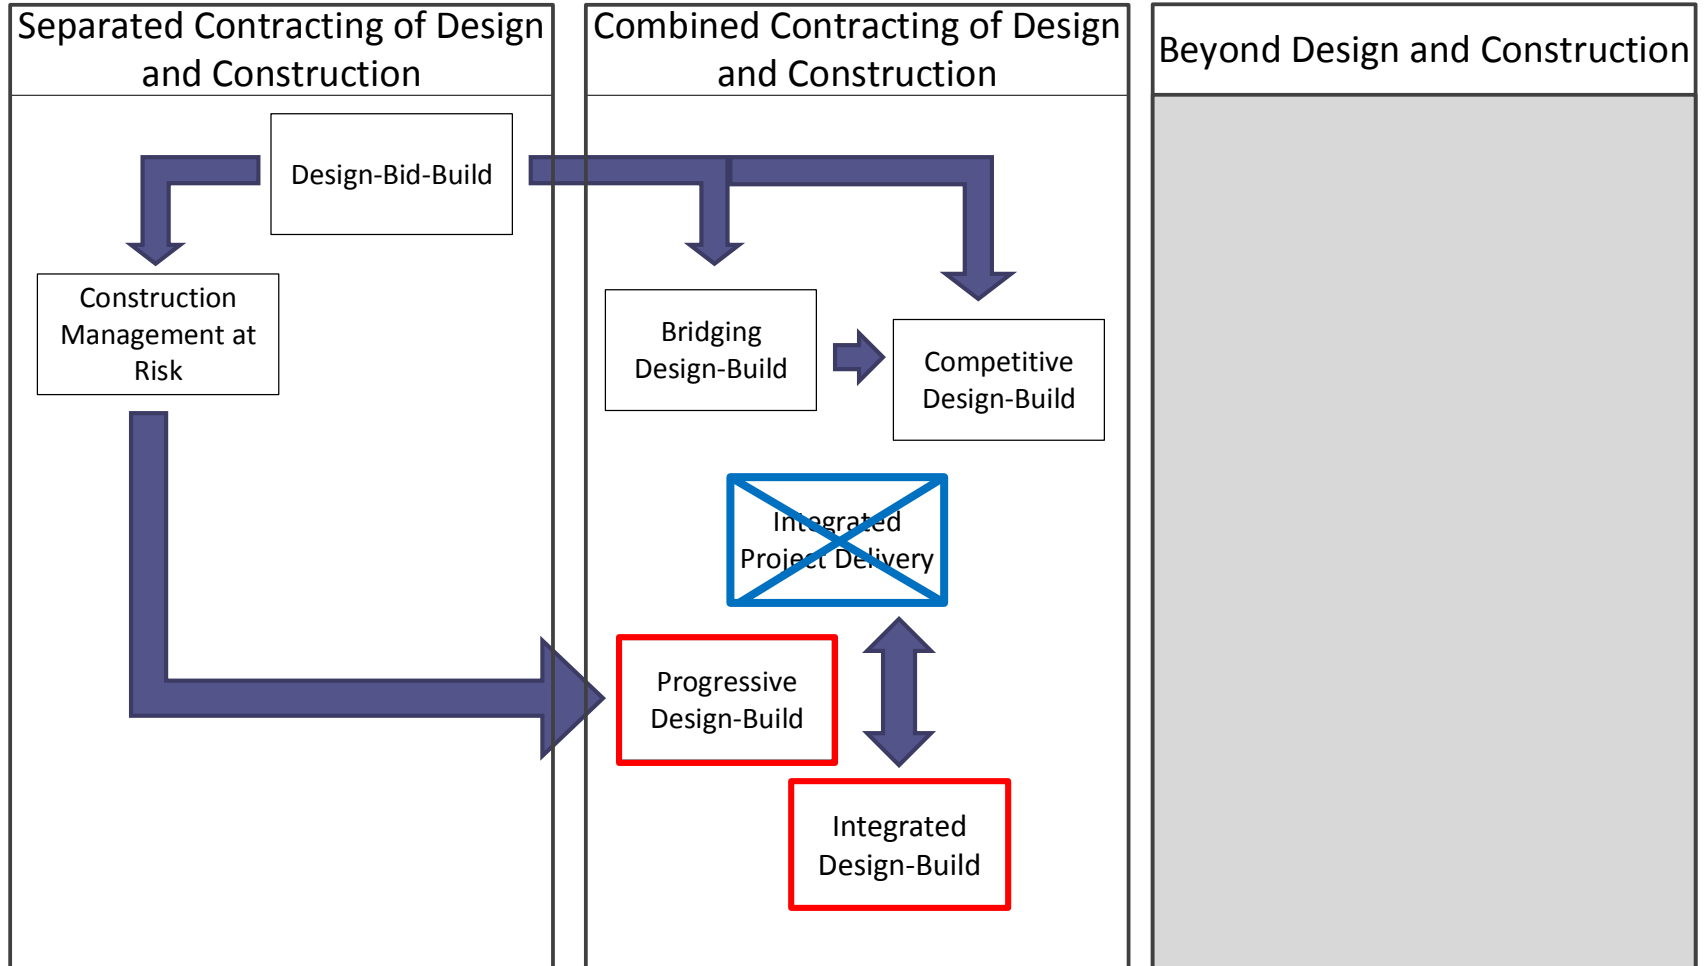 Separated Contracting of Design
and Construction
Combined Contracting of Design
and Construction
Beyond Design and Construction
Design-Bid-Build
Construction
Management at
Risk
Bridging
Design-Build
Competitive
Design-Build
Integrated
Project Delivery
Progressive
Design-Build
Integrated
Design-Build